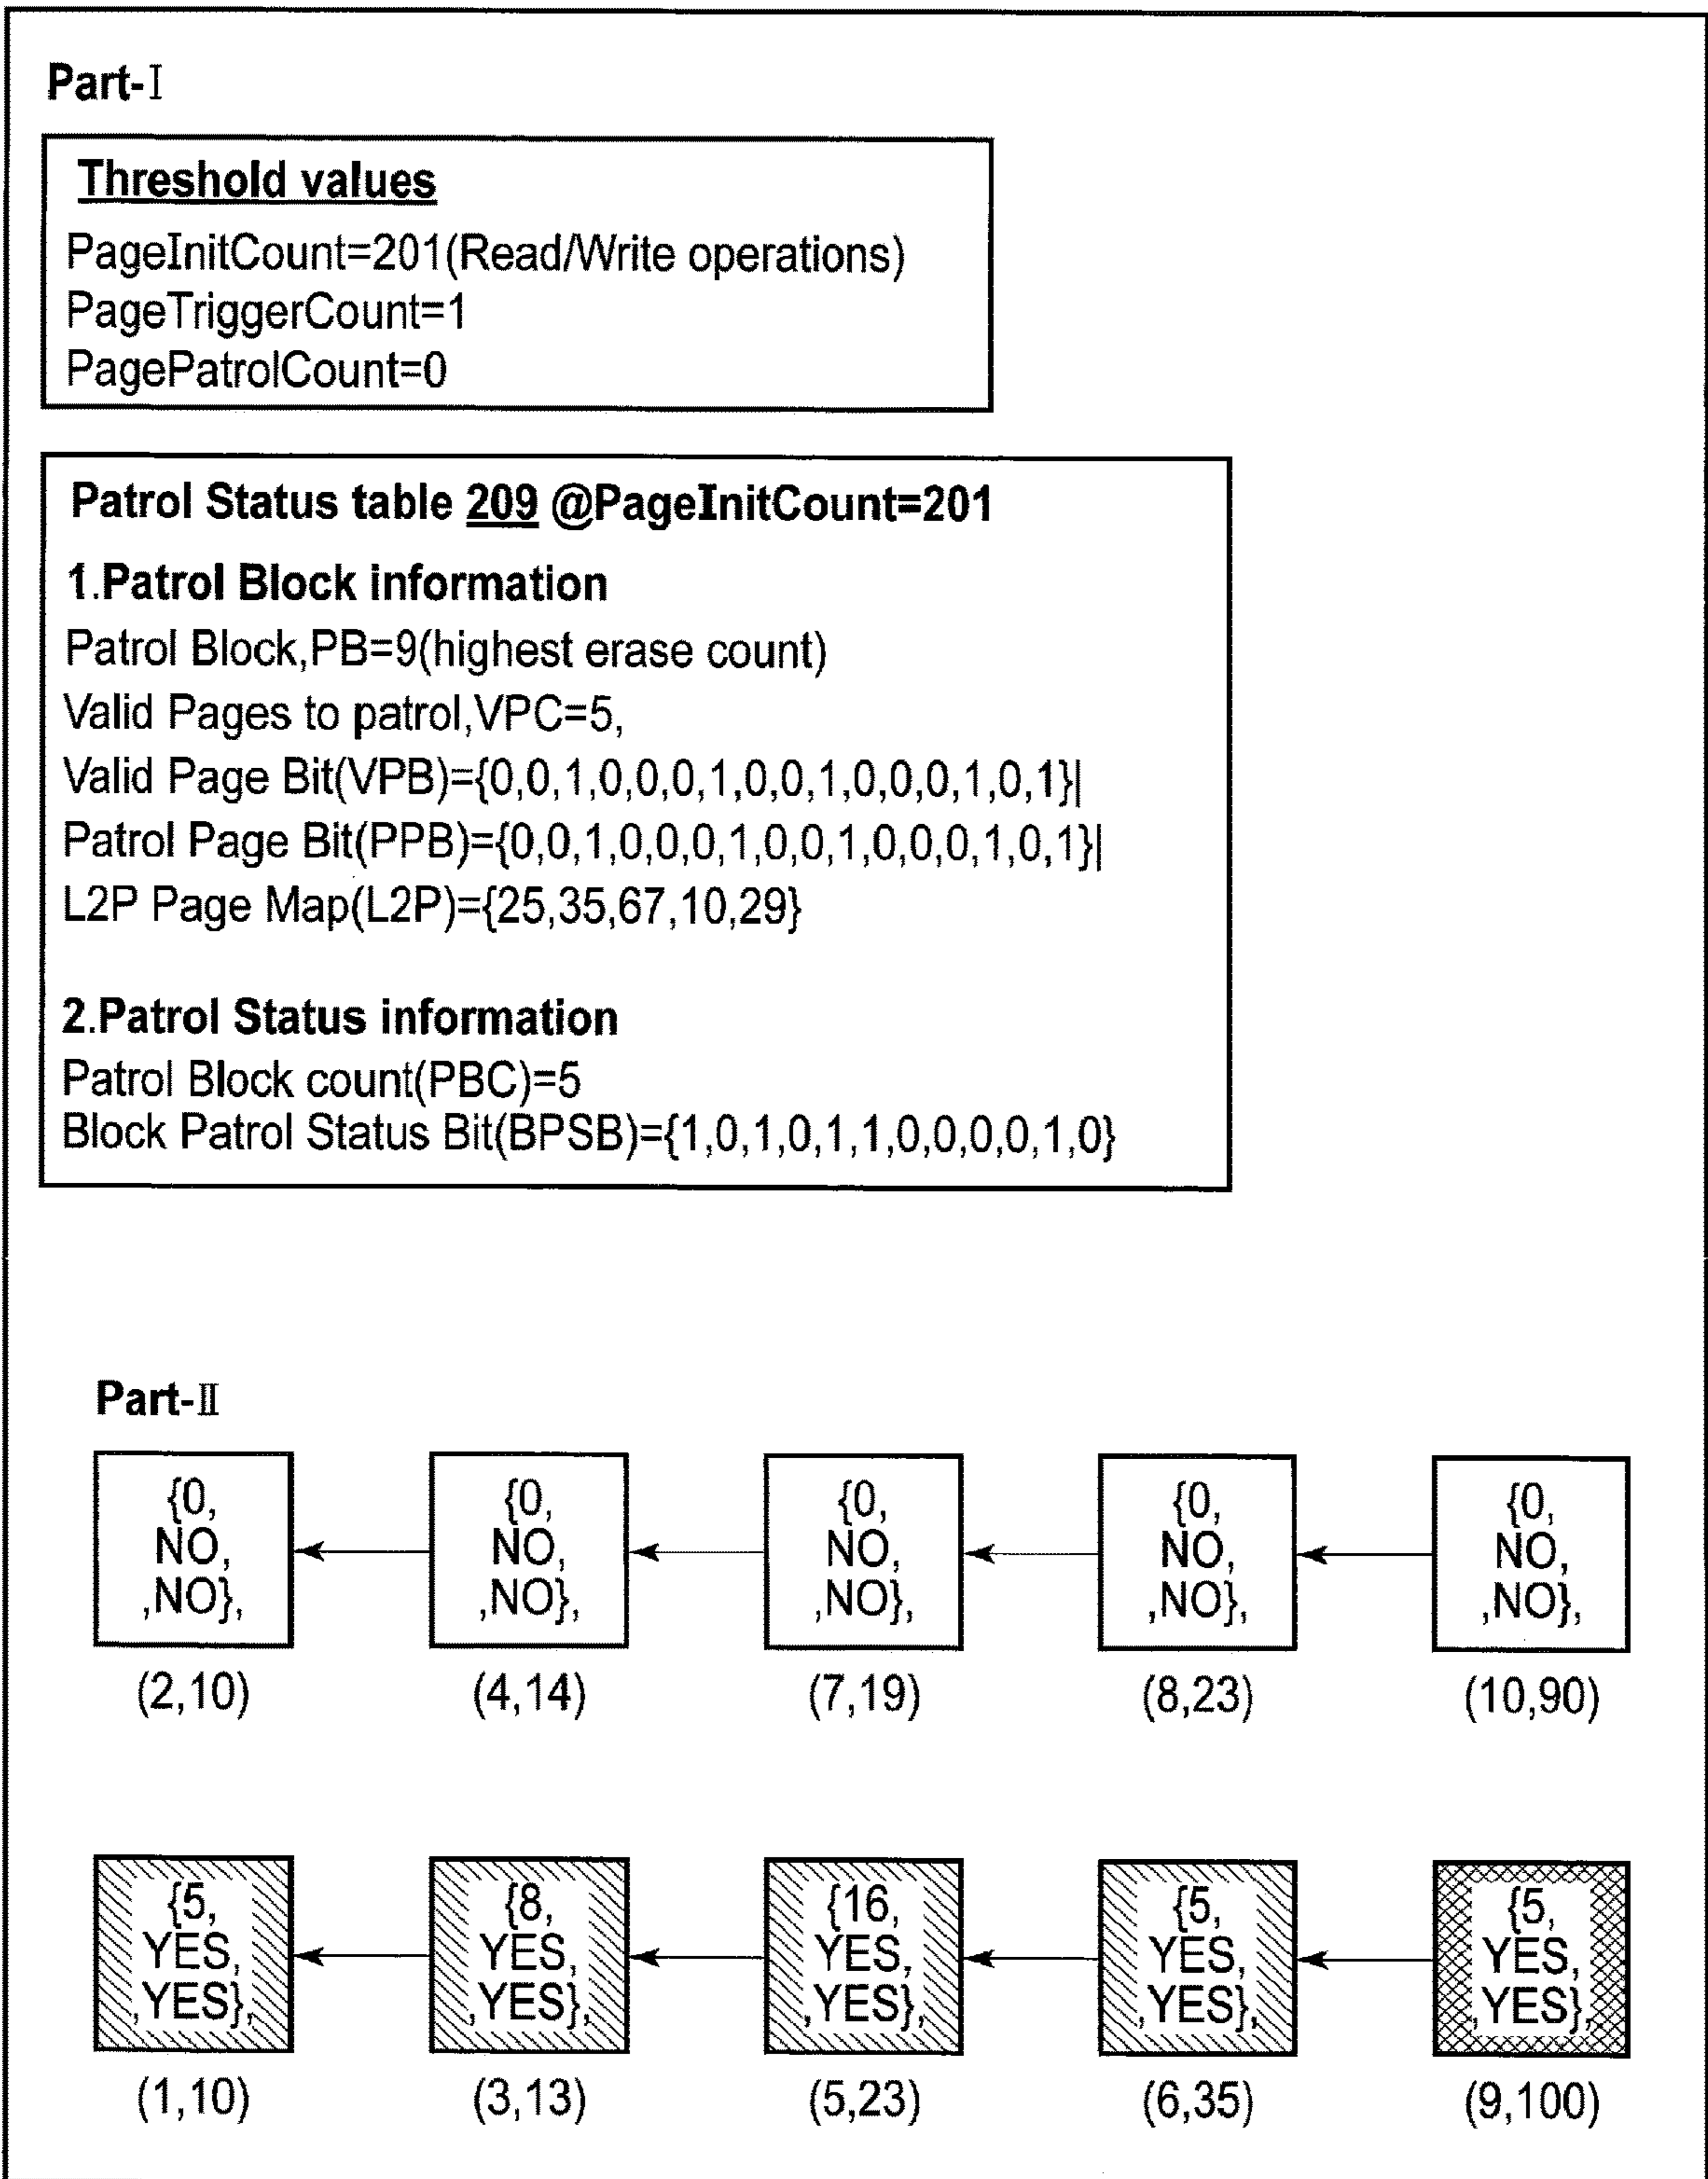 Part-Ⅰ
Threshold values
PageInitCount=201(Read/Write operations)
PageTriggerCount=1
PagePatrolCount=0
Patrol Status table 209 @PageInitCount=201
1.Patrol Block information
Patrol Block,PB=9(highest erase count)
Valid Pages to patrol,VPC=5,
Valid Page Bit(VPB)={0,0,1,0,0,0,1,0,0,1,0,0,0,1,0,1}|
Patrol Page Bit(PPB)={0,0,1,0,0,0,1,0,0,1,0,0,0,1,0,1}|
L2P Page Map(L2P)={25,35,67,10,29}
2.Patrol Status information
Patrol Block count(PBC)=5
Block Patrol Status Bit(BPSB)={1,0,1,0,1,1,0,0,0,0,1,0}
Part-Ⅱ
{0,
NO,
,NO},
{0,
NO,
,NO},
{0,
NO,
,NO},
{0,
NO,
,NO},
{0,
NO,
,NO},
(2,10) (4,14) (7,19) (8,23) (10,90)
{5,
YES,
,YES},
{8,
YES,
,YES},
{16,
YES,
,YES},
{5,
YES,
,YES},
{5,
YES,
,YES},
(1,10) (3,13) (5,23) (6,35) (9,100)